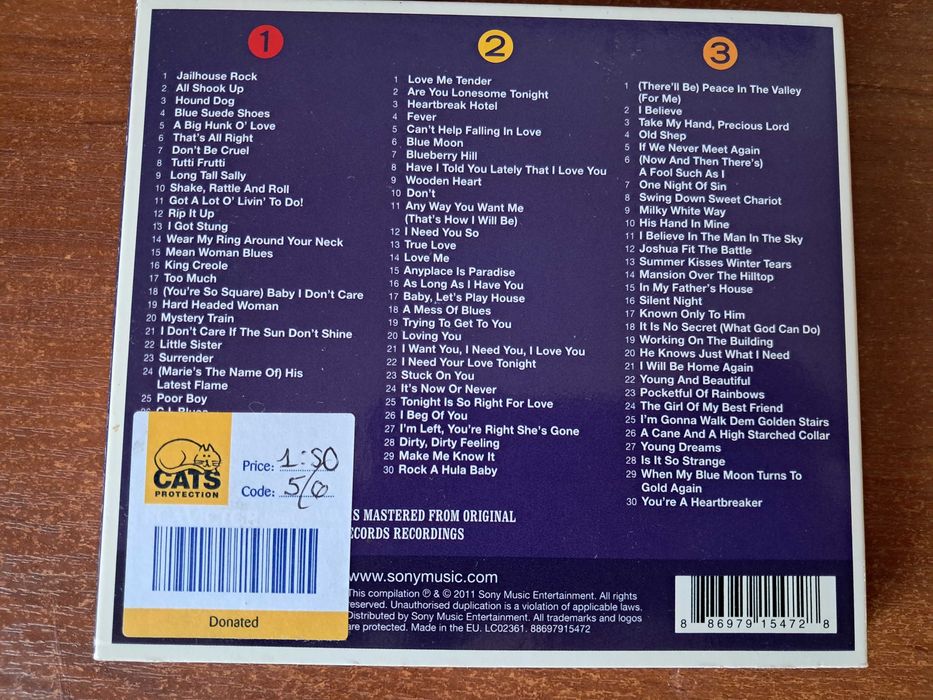 1
1 Jailhouse Rock
2 All Shook Up
3 Hound Dog
4 Blue Suede Shoes
5 A Big Hunk O' Love
6 That's All Right
7 Don't Be Cruel
8 Tutti Frutti
9 Long Tall Sally
10 Shake, Rattle And Roll
11 Got A Lot O' Livin' To Do!
12 Rip It Up
13 I Got Stung
14 Wear My Ring Around Your Neck
15 Mean Woman Blues
16 King Creole
17 Too Much
18 (You're So Square) Baby I Don't Care
19 Hard Headed Woman
20 Mystery Train
21 I Don't Care If The Sun Don't Shine
22 Little Sister
23 Surrender
24 (Marie's The Name Of) His
Latest Flame
25 Poor Boy
26 G.I. Blues
2
1 Love Me Tender
2 Are You Lonesome Tonight
3 Heartbreak Hotel
4 Fever
5 Can't Help Falling In Love
6 Blue Moon
7 Blueberry Hill
8 Have I Told You Lately That I Love You
9 Wooden Heart
10 Don't
11 Any Way You Want Me
(That's How I Will Be)
12 I Need You So
13 True Love
14 Love Me
15 Anyplace Is Paradise
16 As Long As I Have You
17 Baby, Let's Play House
18 A Mess Of Blues
19 Trying To Get To You
20 Loving You
21 I Want You, I Need You, I Love You
22 I Need Your Love Tonight
23 Stuck On You
24 It's Now Or Never
25 Tonight Is So Right For Love
26 I Beg Of You
27 I'm Left, You're Right She's Gone
28 Dirty, Dirty Feeling
29 Make Me Know It
30 Rock A Hula Baby
3
1 (There'll Be) Peace In The Valley
(For Me)
2 I Believe
3 Take My Hand, Precious Lord
4 Old Shep
5 If We Never Meet Again
6 (Now And Then There's)
A Fool Such As I
7 One Night Of Sin
8 Swing Down Sweet Chariot
9 Milky White Way
10 His Hand In Mine
11 I Believe In The Man In The Sky
12 Joshua Fit The Battle
13 Summer Kisses Winter Tears
14 Mansion Over The Hilltop
15 In My Father's House
16 Silent Night
17 Known Only To Him
18 It Is No Secret (What God Can Do)
19 Working On The Building
20 He Knows Just What I Need
21 I Will Be Home Again
22 Young And Beautiful
23 Pocketful Of Rainbows
24 The Girl Of My Best Friend
25 I'm Gonna Walk Dem Golden Stairs
26 A Cane And A High Starched Collar
27 Young Dreams
28 Is It So Strange
29 When My Blue Moon Turns To
Gold Again
30 You're A Heartbreaker
CATS
PROTECTION
Price: 1:50
Code: 5/6
Donated
S MASTERED FROM ORIGINAL
ECORDS RECORDINGS
www.sonymusic.com
This compilation ℗ & © 2011 Sony Music Entertainment. All rights
reserved. Unauthorised duplication is a violation of applicable laws.
Distributed by Sony Music Entertainment. All trademarks and logos
are protected. Made in the EU. LC02361. 88697915472
8 86979 15472 8